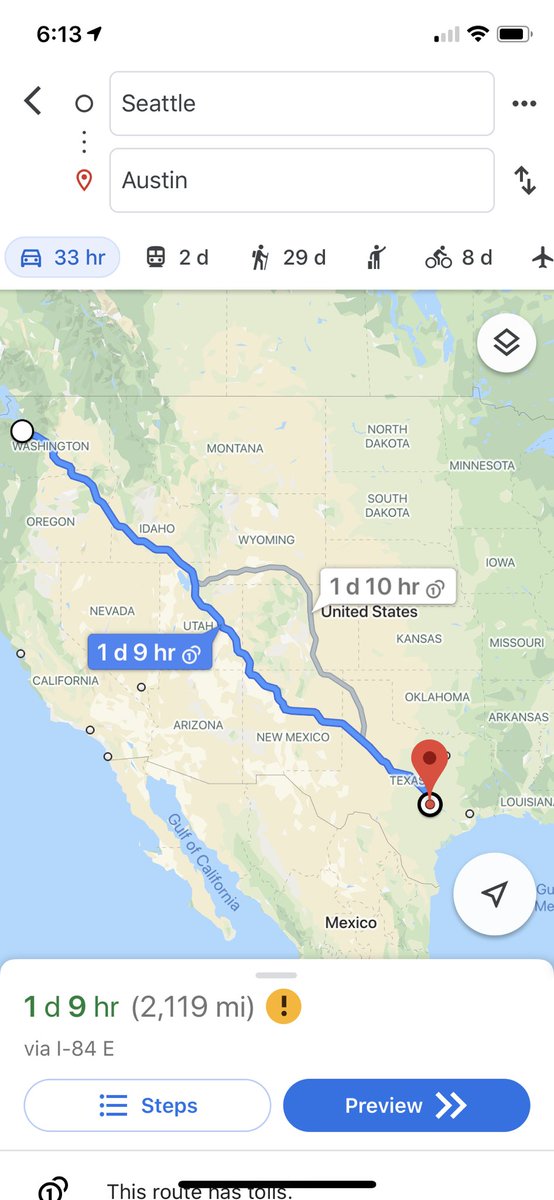 6:13
Seattle
Austin
33 hr
2 d
29 d
8 d
WASHINGTON
MONTANA
NORTH
DAKOTA
MINNESOTA
SOUTH
DAKOTA
OREGON
IDAHO
WYOMING
IOWA
1 d 10 hr
United States
NEVADA
UTAH
KANSAS
MISSOURI
1 d 9 hr
CALIFORNIA
OKLAHOMA
ARKANSAS
ARIZONA
NEW MEXICO
TEXAS
LOUISIAN
Gulf of California
Gu
Me
Mexico
1 d 9 hr (2,119 mi)
via I-84 E
Steps
Preview
This route has tolls.